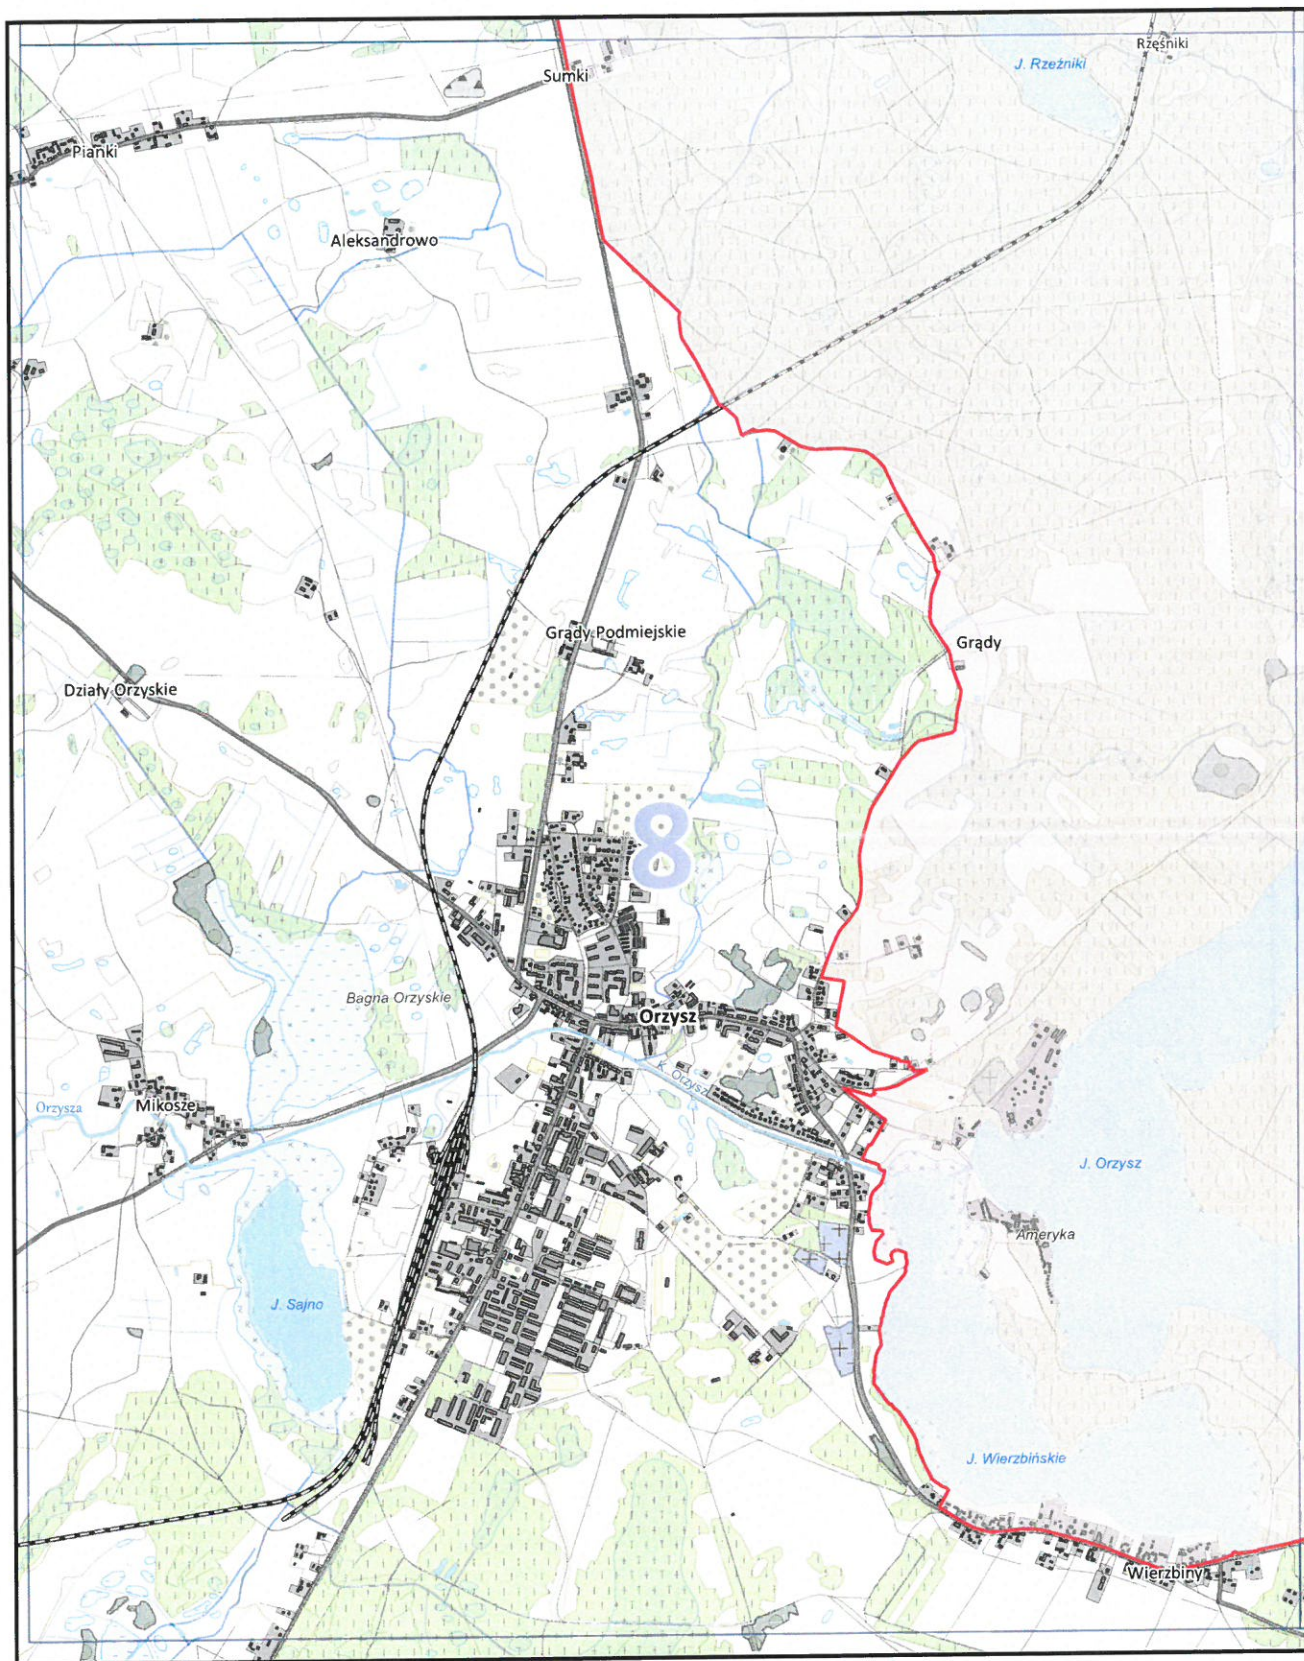 Rzęśniki
J. Rzeźniki
Sumki
Pianki
Aleksandrowo
Grądy Podmiejskie
Grądy
Działy Orzyskie
8
Bagna Orzyskie
Orzysz
K. Orzysz
Orzysza
Mikosze
J. Orzysz
Ameryka
J. Sajno
J. Wierzbińskie
Wierzbiny